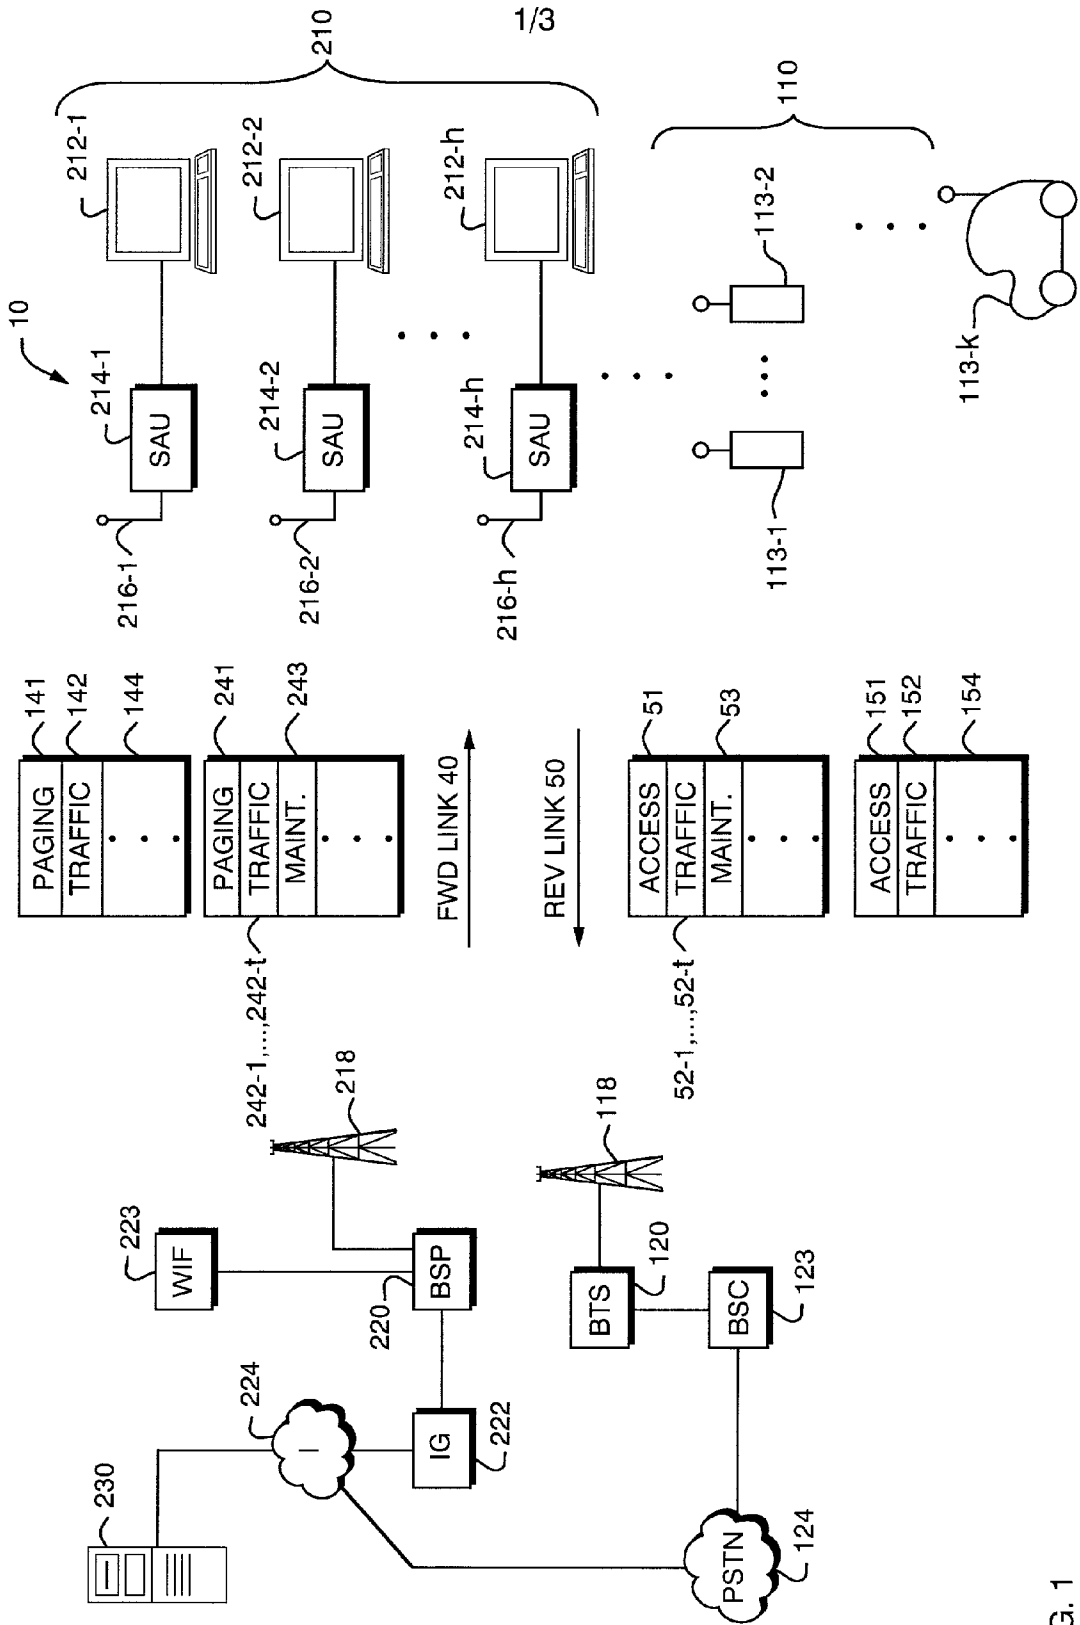 1/3
10
210
212-1
212-2
212-h
214-1
214-2
214-h
SAU
SAU
SAU
216-1
216-2
216-h
110
113-1
113-2
113-k
141
142
144
PAGING
TRAFFIC
241
243
PAGING
TRAFFIC
MAINT.
242-1,...,242-t
FWD LINK 40
REV LINK 50
51
53
ACCESS
TRAFFIC
MAINT.
52-1,...,52-t
151
152
154
ACCESS
TRAFFIC
218
118
223
WIF
220
BSP
BTS
120
BSC
123
224
I
IG
222
230
PSTN
124
G. 1